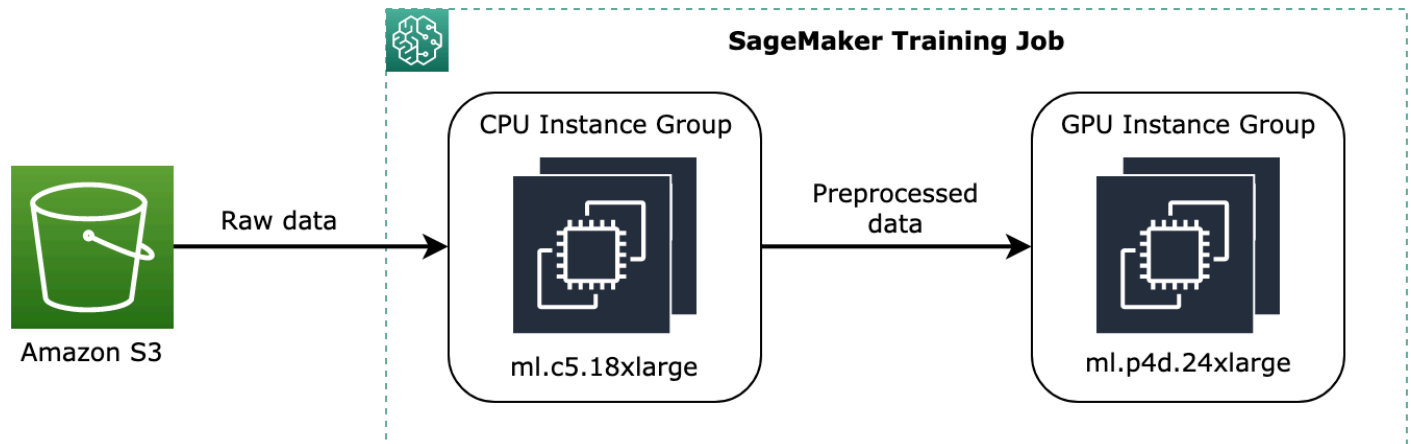 SageMaker Training Job
CPU Instance Group
GPU Instance Group
Raw data
Preprocessed
data
Amazon S3
ml.c5.18xlarge
ml.p4d.24xlarge